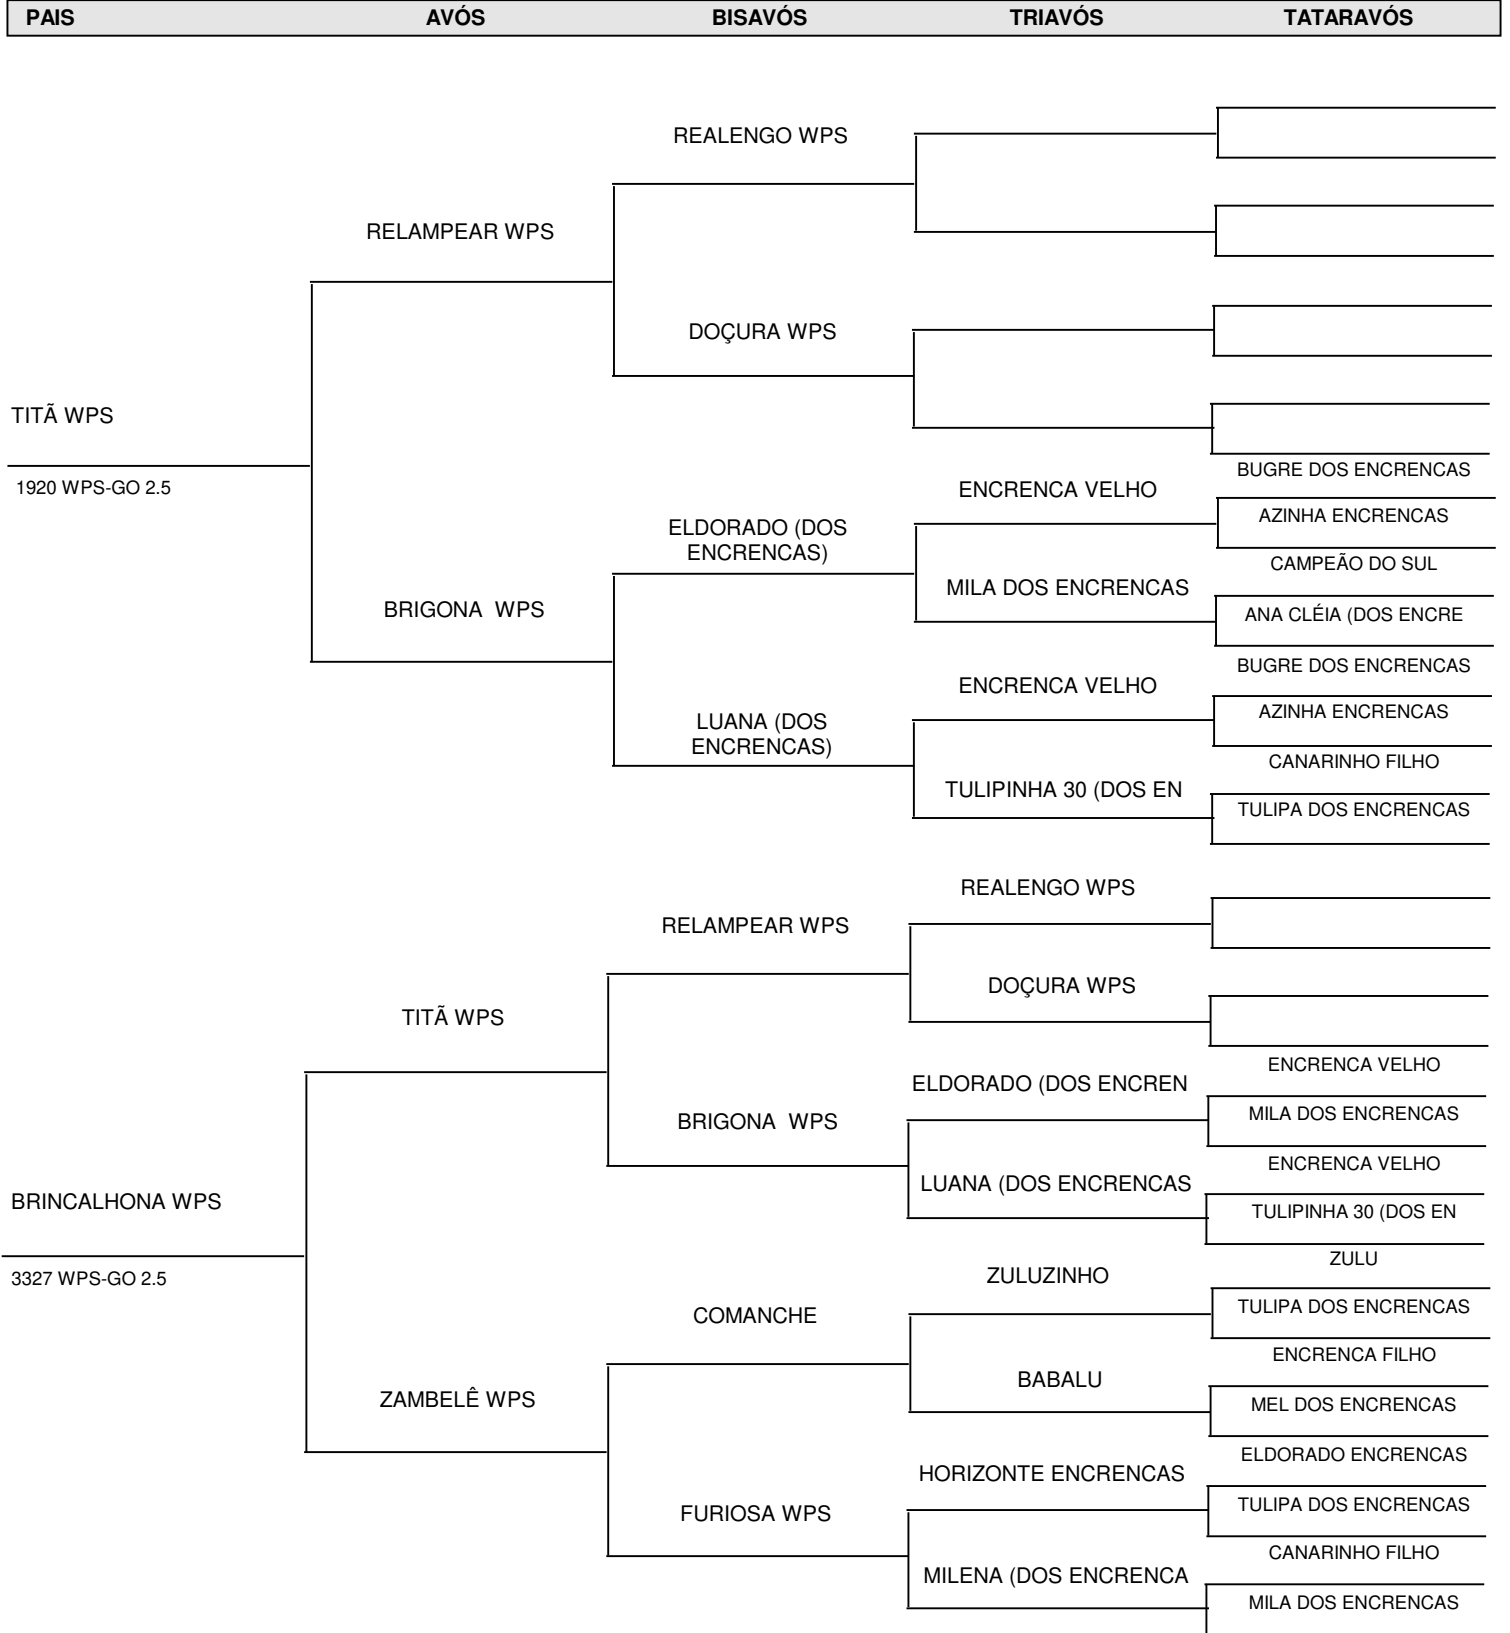 PAIS AVÓS BISAVÓS TRIAVÓS TATARAVÓS
REALENGO WPS
RELAMPEAR WPS
DOÇURA WPS
TITÃ WPS
1920 WPS-GO 2.5
BUGRE DOS ENCRENCAS
ENCRENCA VELHO
AZINHA ENCRENCAS
ELDORADO (DOS
ENCRENCAS)
CAMPEÃO DO SUL
MILA DOS ENCRENCAS
BRIGONA  WPS
ANA CLÉIA (DOS ENCRE
BUGRE DOS ENCRENCAS
ENCRENCA VELHO
AZINHA ENCRENCAS
LUANA (DOS
ENCRENCAS)
CANARINHO FILHO
TULIPINHA 30 (DOS EN
TULIPA DOS ENCRENCAS
REALENGO WPS
RELAMPEAR WPS
DOÇURA WPS
TITÃ WPS
ENCRENCA VELHO
ELDORADO (DOS ENCREN
MILA DOS ENCRENCAS
BRIGONA  WPS
ENCRENCA VELHO
LUANA (DOS ENCRENCAS
BRINCALHONA WPS
TULIPINHA 30 (DOS EN
3327 WPS-GO 2.5
ZULU
ZULUZINHO
TULIPA DOS ENCRENCAS
COMANCHE
ENCRENCA FILHO
BABALU
ZAMBELÊ WPS
MEL DOS ENCRENCAS
ELDORADO ENCRENCAS
HORIZONTE ENCRENCAS
TULIPA DOS ENCRENCAS
FURIOSA WPS
CANARINHO FILHO
MILENA (DOS ENCRENCA
MILA DOS ENCRENCAS